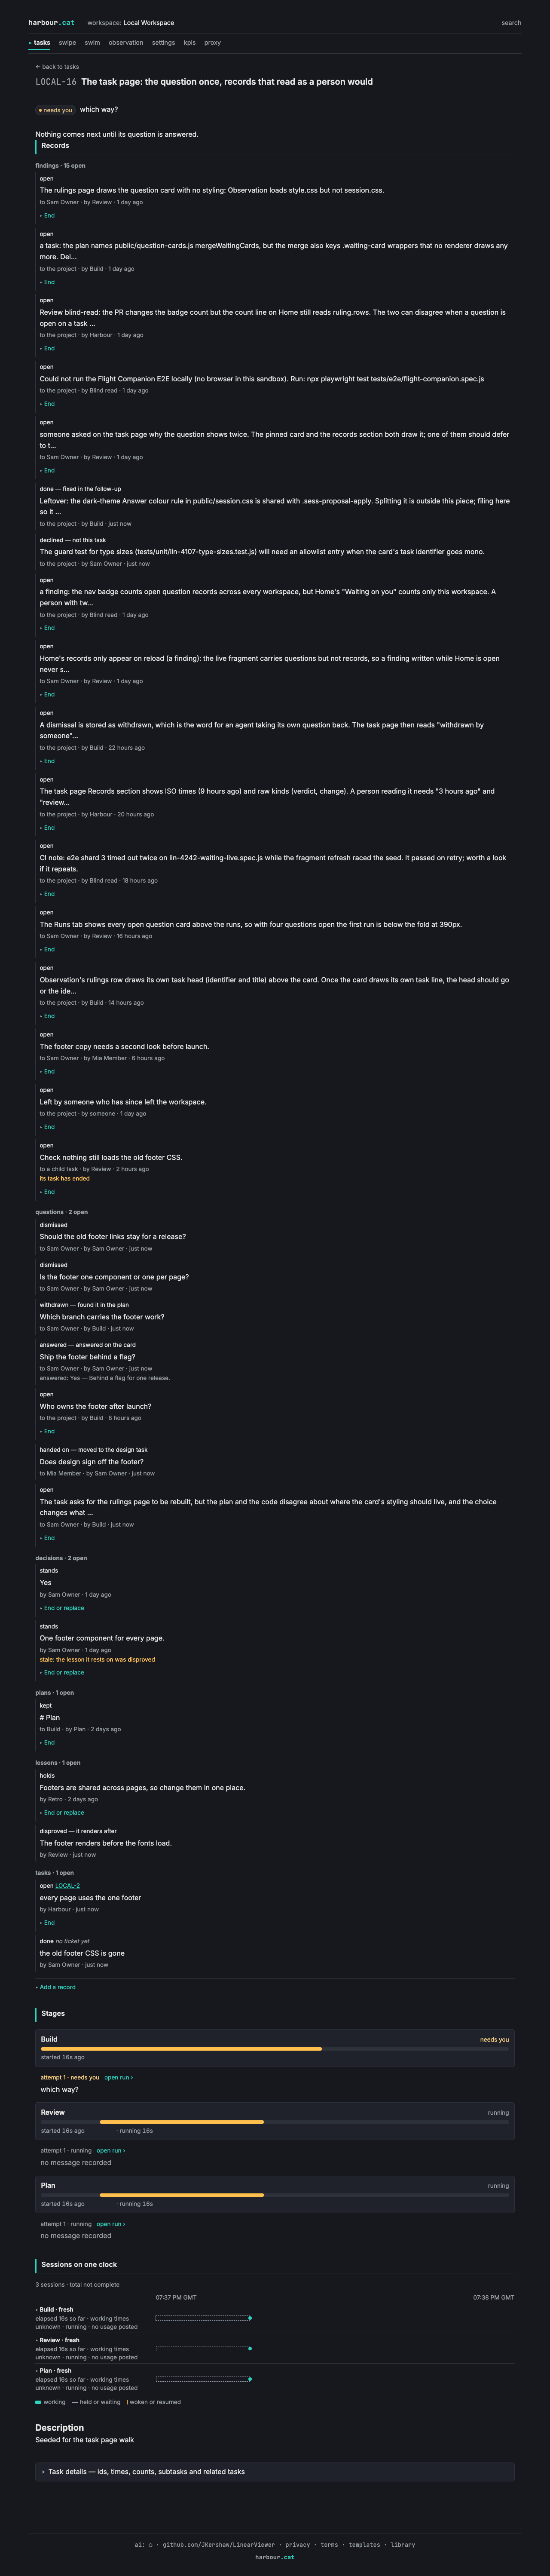 harbour.cat workspace: Local Workspace search
tasks swipe swim observation settings kpis proxy
← back to tasks
LOCAL-16 The task page: the question once, records that read as a person would
needs you which way?
Nothing comes next until its question is answered.
Records
findings · 15 open
open
The rulings page draws the question card with no styling: Observation loads style.css but not session.css.
to Sam Owner · by Review · 1 day ago
End
open
a task: the plan names public/question-cards.js mergeWaitingCards, but the merge also keys .waiting-card wrappers that no renderer draws any
more. Del...
to the project · by Build · 1 day ago
End
open
Review blind-read: the PR changes the badge count but the count line on Home still reads ruling.rows. The two can disagree when a question is
open on a task ...
to the project · by Harbour · 1 day ago
End
open
Could not run the Flight Companion E2E locally (no browser in this sandbox). Run: npx playwright test tests/e2e/flight-companion.spec.js
to the project · by Blind read · 1 day ago
End
open
someone asked on the task page why the question shows twice. The pinned card and the records section both draw it; one of them should defer
to t...
to Sam Owner · by Review · 1 day ago
End
done — fixed in the follow-up
Leftover: the dark-theme Answer colour rule in public/session.css is shared with .sess-proposal-apply. Splitting it is outside this piece; filing here
so it ...
to the project · by Build · just now
declined — not this task
The guard test for type sizes (tests/unit/lin-4107-type-sizes.test.js) will need an allowlist entry when the card's task identifier goes mono.
to the project · by Sam Owner · just now
open
a finding: the nav badge counts open question records across every workspace, but Home's "Waiting on you" counts only this workspace. A
person with tw...
to the project · by Blind read · 1 day ago
End
open
Home's records only appear on reload (a finding): the live fragment carries questions but not records, so a finding written while Home is open
never s...
to Sam Owner · by Review · 1 day ago
End
open
A dismissal is stored as withdrawn, which is the word for an agent taking its own question back. The task page then reads "withdrawn by
someone"...
to the project · by Build · 22 hours ago
End
open
The task page Records section shows ISO times (9 hours ago) and raw kinds (verdict, change). A person reading it needs "3 hours ago" and
"review...
to the project · by Harbour · 20 hours ago
End
open
CI note: e2e shard 3 timed out twice on lin-4242-waiting-live.spec.js while the fragment refresh raced the seed. It passed on retry; worth a look
if it repeats.
to the project · by Blind read · 18 hours ago
End
open
The Runs tab shows every open question card above the runs, so with four questions open the first run is below the fold at 390px.
to Sam Owner · by Review · 16 hours ago
End
open
Observation's rulings row draws its own task head (identifier and title) above the card. Once the card draws its own task line, the head should go
or the ide...
to the project · by Build · 14 hours ago
End
open
The footer copy needs a second look before launch.
to Sam Owner · by Mia Member · 6 hours ago
End
open
Left by someone who has since left the workspace.
to the project · by someone · 1 day ago
End
open
Check nothing still loads the old footer CSS.
to a child task · by Review · 2 hours ago
its task has ended
End
questions · 2 open
dismissed
Should the old footer links stay for a release?
to Sam Owner · by Sam Owner · just now
dismissed
Is the footer one component or one per page?
to Sam Owner · by Sam Owner · just now
withdrawn — found it in the plan
Which branch carries the footer work?
to Sam Owner · by Build · just now
answered — answered on the card
Ship the footer behind a flag?
to Sam Owner · by Sam Owner · just now
answered: Yes — Behind a flag for one release.
open
Who owns the footer after launch?
to the project · by Build · 8 hours ago
End
handed on — moved to the design task
Does design sign off the footer?
to Mia Member · by Sam Owner · just now
open
The task asks for the rulings page to be rebuilt, but the plan and the code disagree about where the card's styling should live, and the choice
changes what ...
to Sam Owner · by Build · just now
End
decisions · 2 open
stands
Yes
by Sam Owner · 1 day ago
End or replace
stands
One footer component for every page.
by Sam Owner · 1 day ago
stale: the lesson it rests on was disproved
End or replace
plans · 1 open
kept
# Plan
to Build · by Plan · 2 days ago
End
lessons · 1 open
holds
Footers are shared across pages, so change them in one place.
by Retro · 2 days ago
End or replace
disproved — it renders after
The footer renders before the fonts load.
by Review · just now
tasks · 1 open
open LOCAL-2
every page uses the one footer
by Harbour · just now
End
done no ticket yet
the old footer CSS is gone
by Sam Owner · just now
Add a record
Stages
Build needs you
started 16s ago
attempt 1 · needs you open run ›
which way?
Review running
started 16s ago · running 16s
attempt 1 · running open run ›
no message recorded
Plan running
started 16s ago · running 16s
attempt 1 · running open run ›
no message recorded
Sessions on one clock
3 sessions · total not complete
07:37 PM GMT 07:38 PM GMT
Build · fresh
elapsed 16s so far · working times
unknown · running · no usage posted
Review · fresh
elapsed 16s so far · working times
unknown · running · no usage posted
Plan · fresh
elapsed 16s so far · working times
unknown · running · no usage posted
working held or waiting woken or resumed
Description
Seeded for the task page walk
Task details — ids, times, counts, subtasks and related tasks
ai: ○ · github.com/JKershaw/LinearViewer · privacy · terms · templates · library
harbour.cat